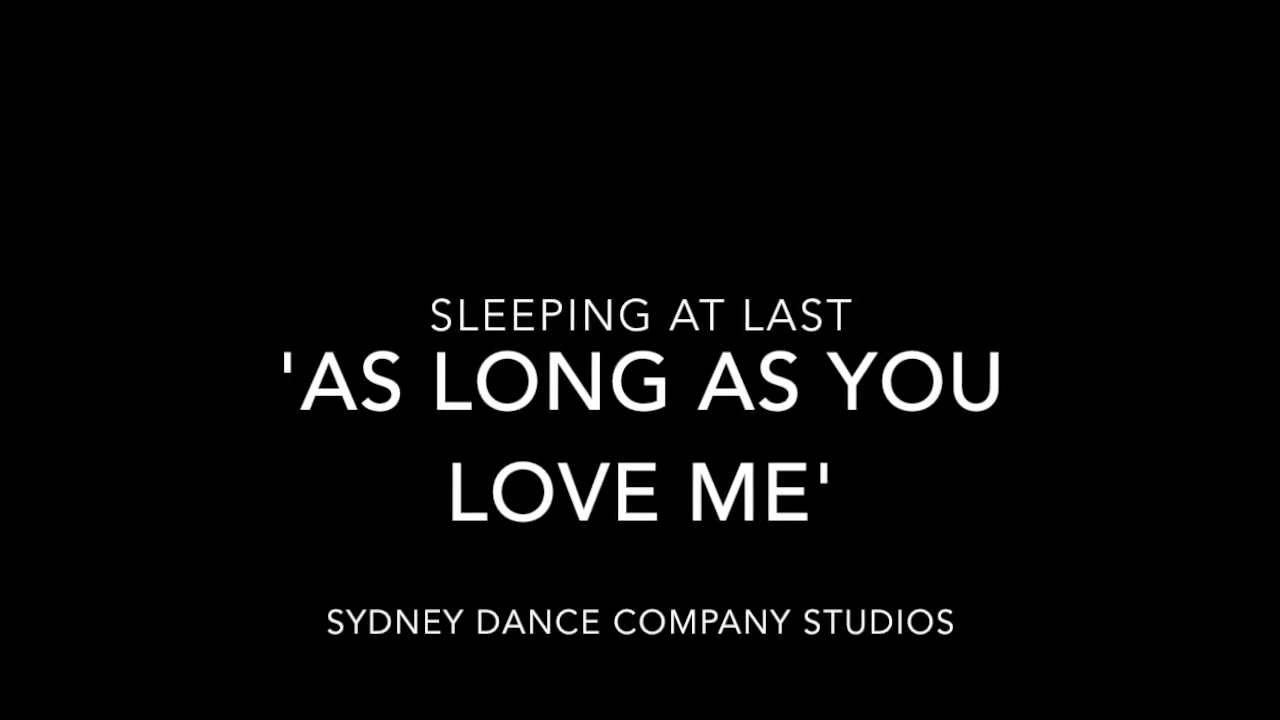 SLEEPING AT LAST
'AS LONG AS YOU
LOVE ME'
SYDNEY DANCE COMPANY STUDIOS